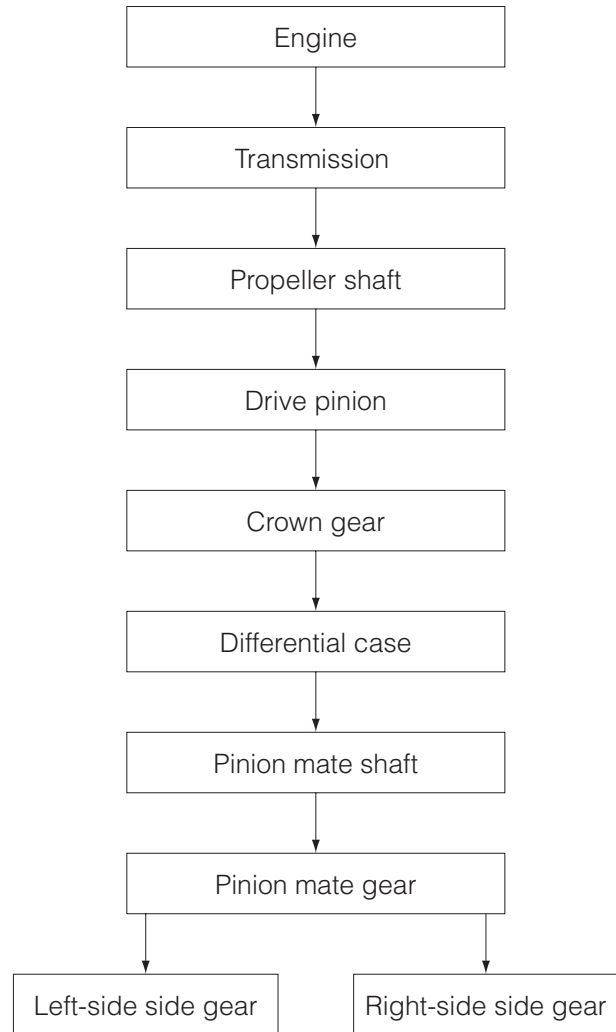 Engine
Transmission
Propeller shaft
Drive pinion
Crown gear
Differential case
Pinion mate shaft
Pinion mate gear
Left-side side gear
Right-side side gear